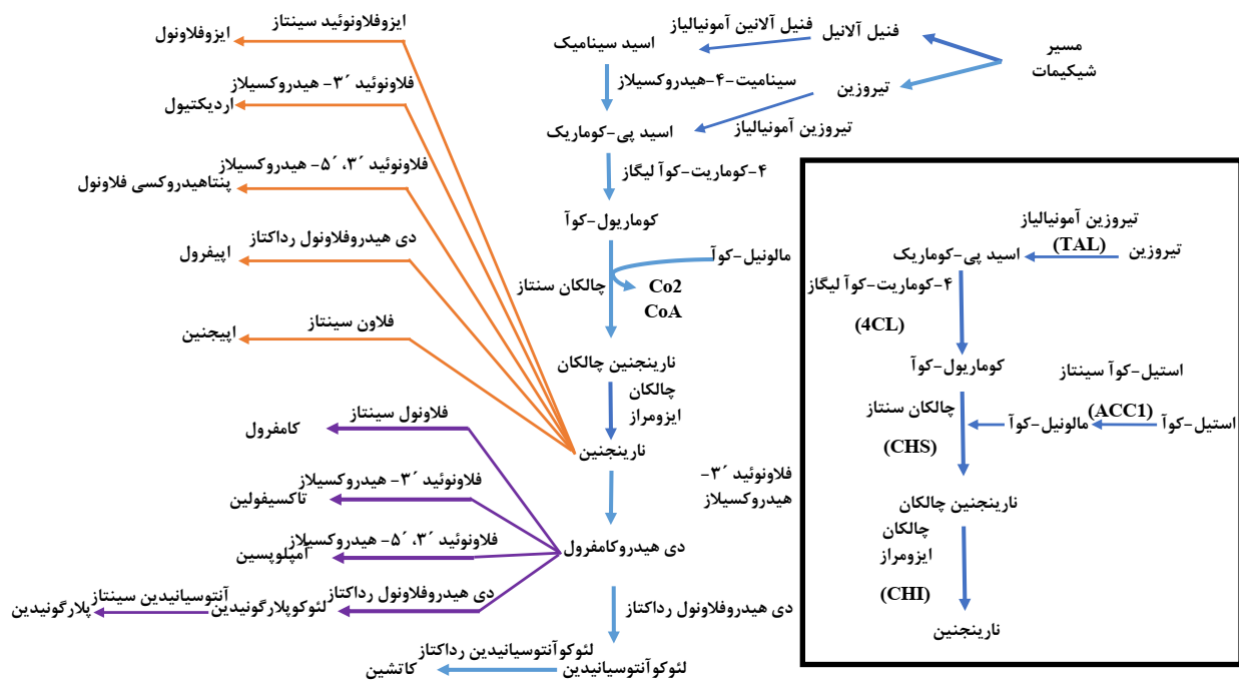 مسیر
شیکیمات
فنیل آلانیل
فنیل آلانین آمونیالیاز
اسید سینامیک
تیروزین
سینامیت-۴-هیدروکسیلاز
تیروزین آمونیالیاز
اسید پی-کوماریک
۴-کوماریت-کوآ لیگاز
کوماریول-کوآ
مالونیل-کوآ
چالکان سنتاز
Co2
CoA
نارینجنین چالکان
چالکان
ایزومراز
نارینجنین
فلاونوئید ´۳-
هیدروکسیلاز
دی هیدروکامفرول
دی هیدروفلاونول رداکتاز
لئوکوآنتوسیانیدین
لئوکوآنتوسیانیدین رداکتاز
کاتشین
ایزوفلاونوئید سینتاز
ایزوفلاونول
فلاونوئید ´۳- هیدروکسیلاز
اردیکتیول
فلاونوئید ´۳، ´۵- هیدروکسیلاز
پنتاهیدروکسی فلاونول
دی هیدروفلاونول رداکتاز
اپیفرول
فلاون سینتاز
اپیجنین
فلاونول سینتاز
کامفرول
فلاونوئید ´۳- هیدروکسیلاز
تاکسیفولین
فلاونوئید ´۳، ´۵- هیدروکسیلاز
آمپلوپسین
دی هیدروفلاونول رداکتاز
لئوکوپلارگونیدین
آنتوسیانیدین سینتاز
پلارگونیدین
تیروزین آمونیالیاز
(TAL)
تیروزین
اسید پی-کوماریک
۴-کوماریت-کوآ لیگاز
(4CL)
کوماریول-کوآ
استیل-کوآ سینتاز
(ACC1)
استیل-کوآ
مالونیل-کوآ
چالکان سنتاز
(CHS)
نارینجنین چالکان
چالکان
ایزومراز
(CHI)
نارینجنین